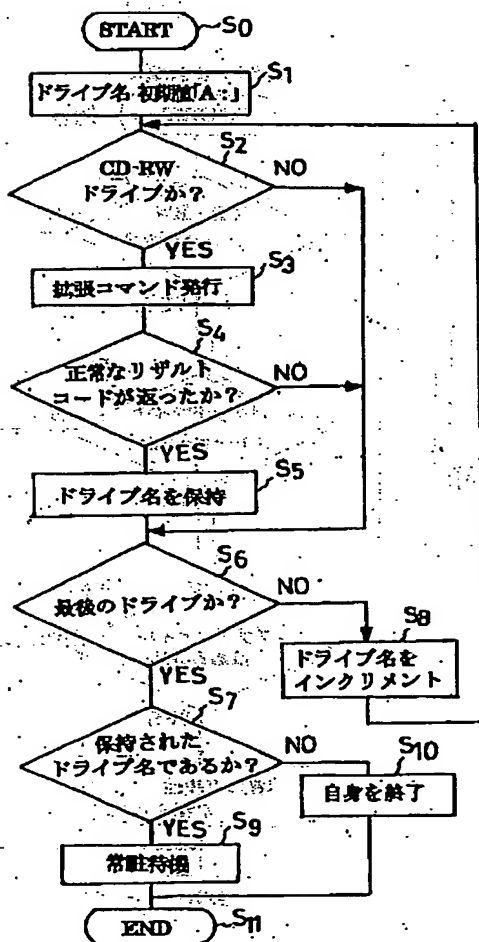 START S0
ドライブ名 初期値「A:」 S1
CD-RW
ドライブか? S2
NO
YES
拡張コマンド発行 S3
正常なリザルト
コードが返ったか? S4
NO
YES
ドライブ名を保持 S5
最後のドライブか? S6
NO
YES
ドライブ名を
インクリメント S8
保持された
ドライブ名であるか? S7
NO
YES
自身を終了 S10
常駐待機 S9
END S11